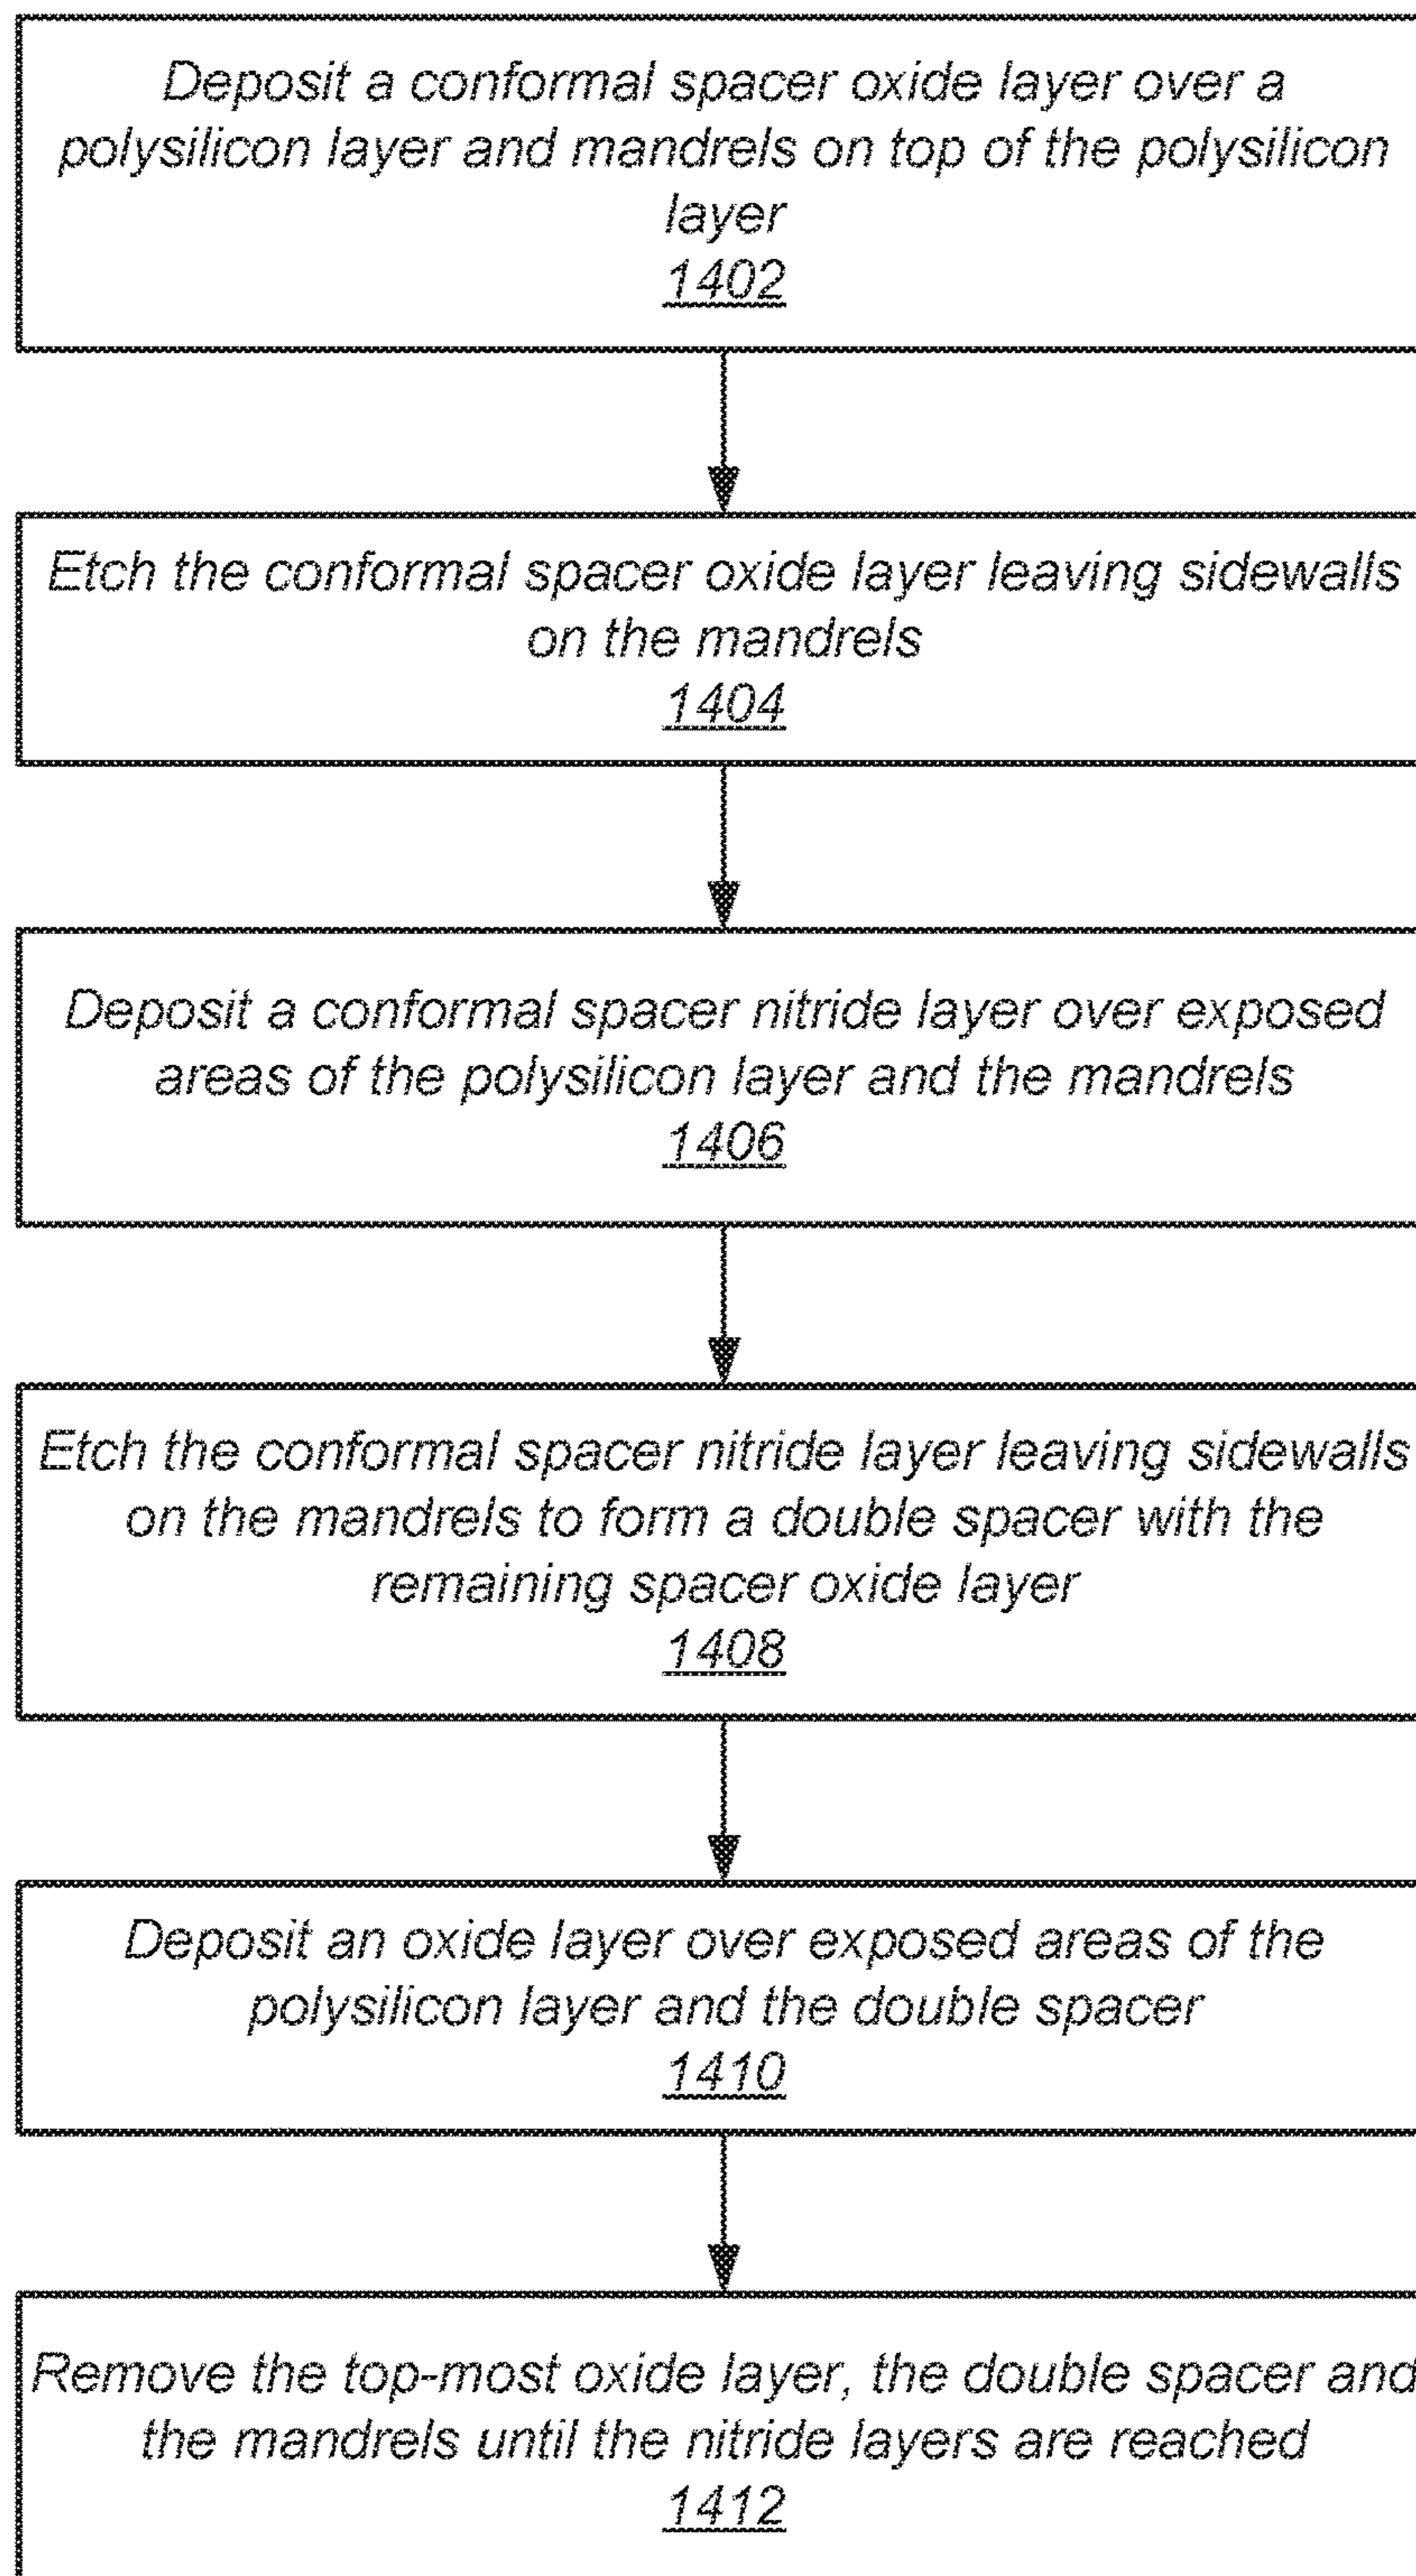 Deposit a conformal spacer oxide layer over a
polysilicon layer and mandrels on top of the polysilicon
layer
1402
Etch the conformal spacer oxide layer leaving sidewalls
on the mandrels
1404
Deposit a conformal spacer nitride layer over exposed
areas of the polysilicon layer and the mandrels
1406
Etch the conformal spacer nitride layer leaving sidewalls
on the mandrels to form a double spacer with the
remaining spacer oxide layer
1408
Deposit an oxide layer over exposed areas of the
polysilicon layer and the double spacer
1410
Remove the top-most oxide layer, the double spacer and
the mandrels until the nitride layers are reached
1412